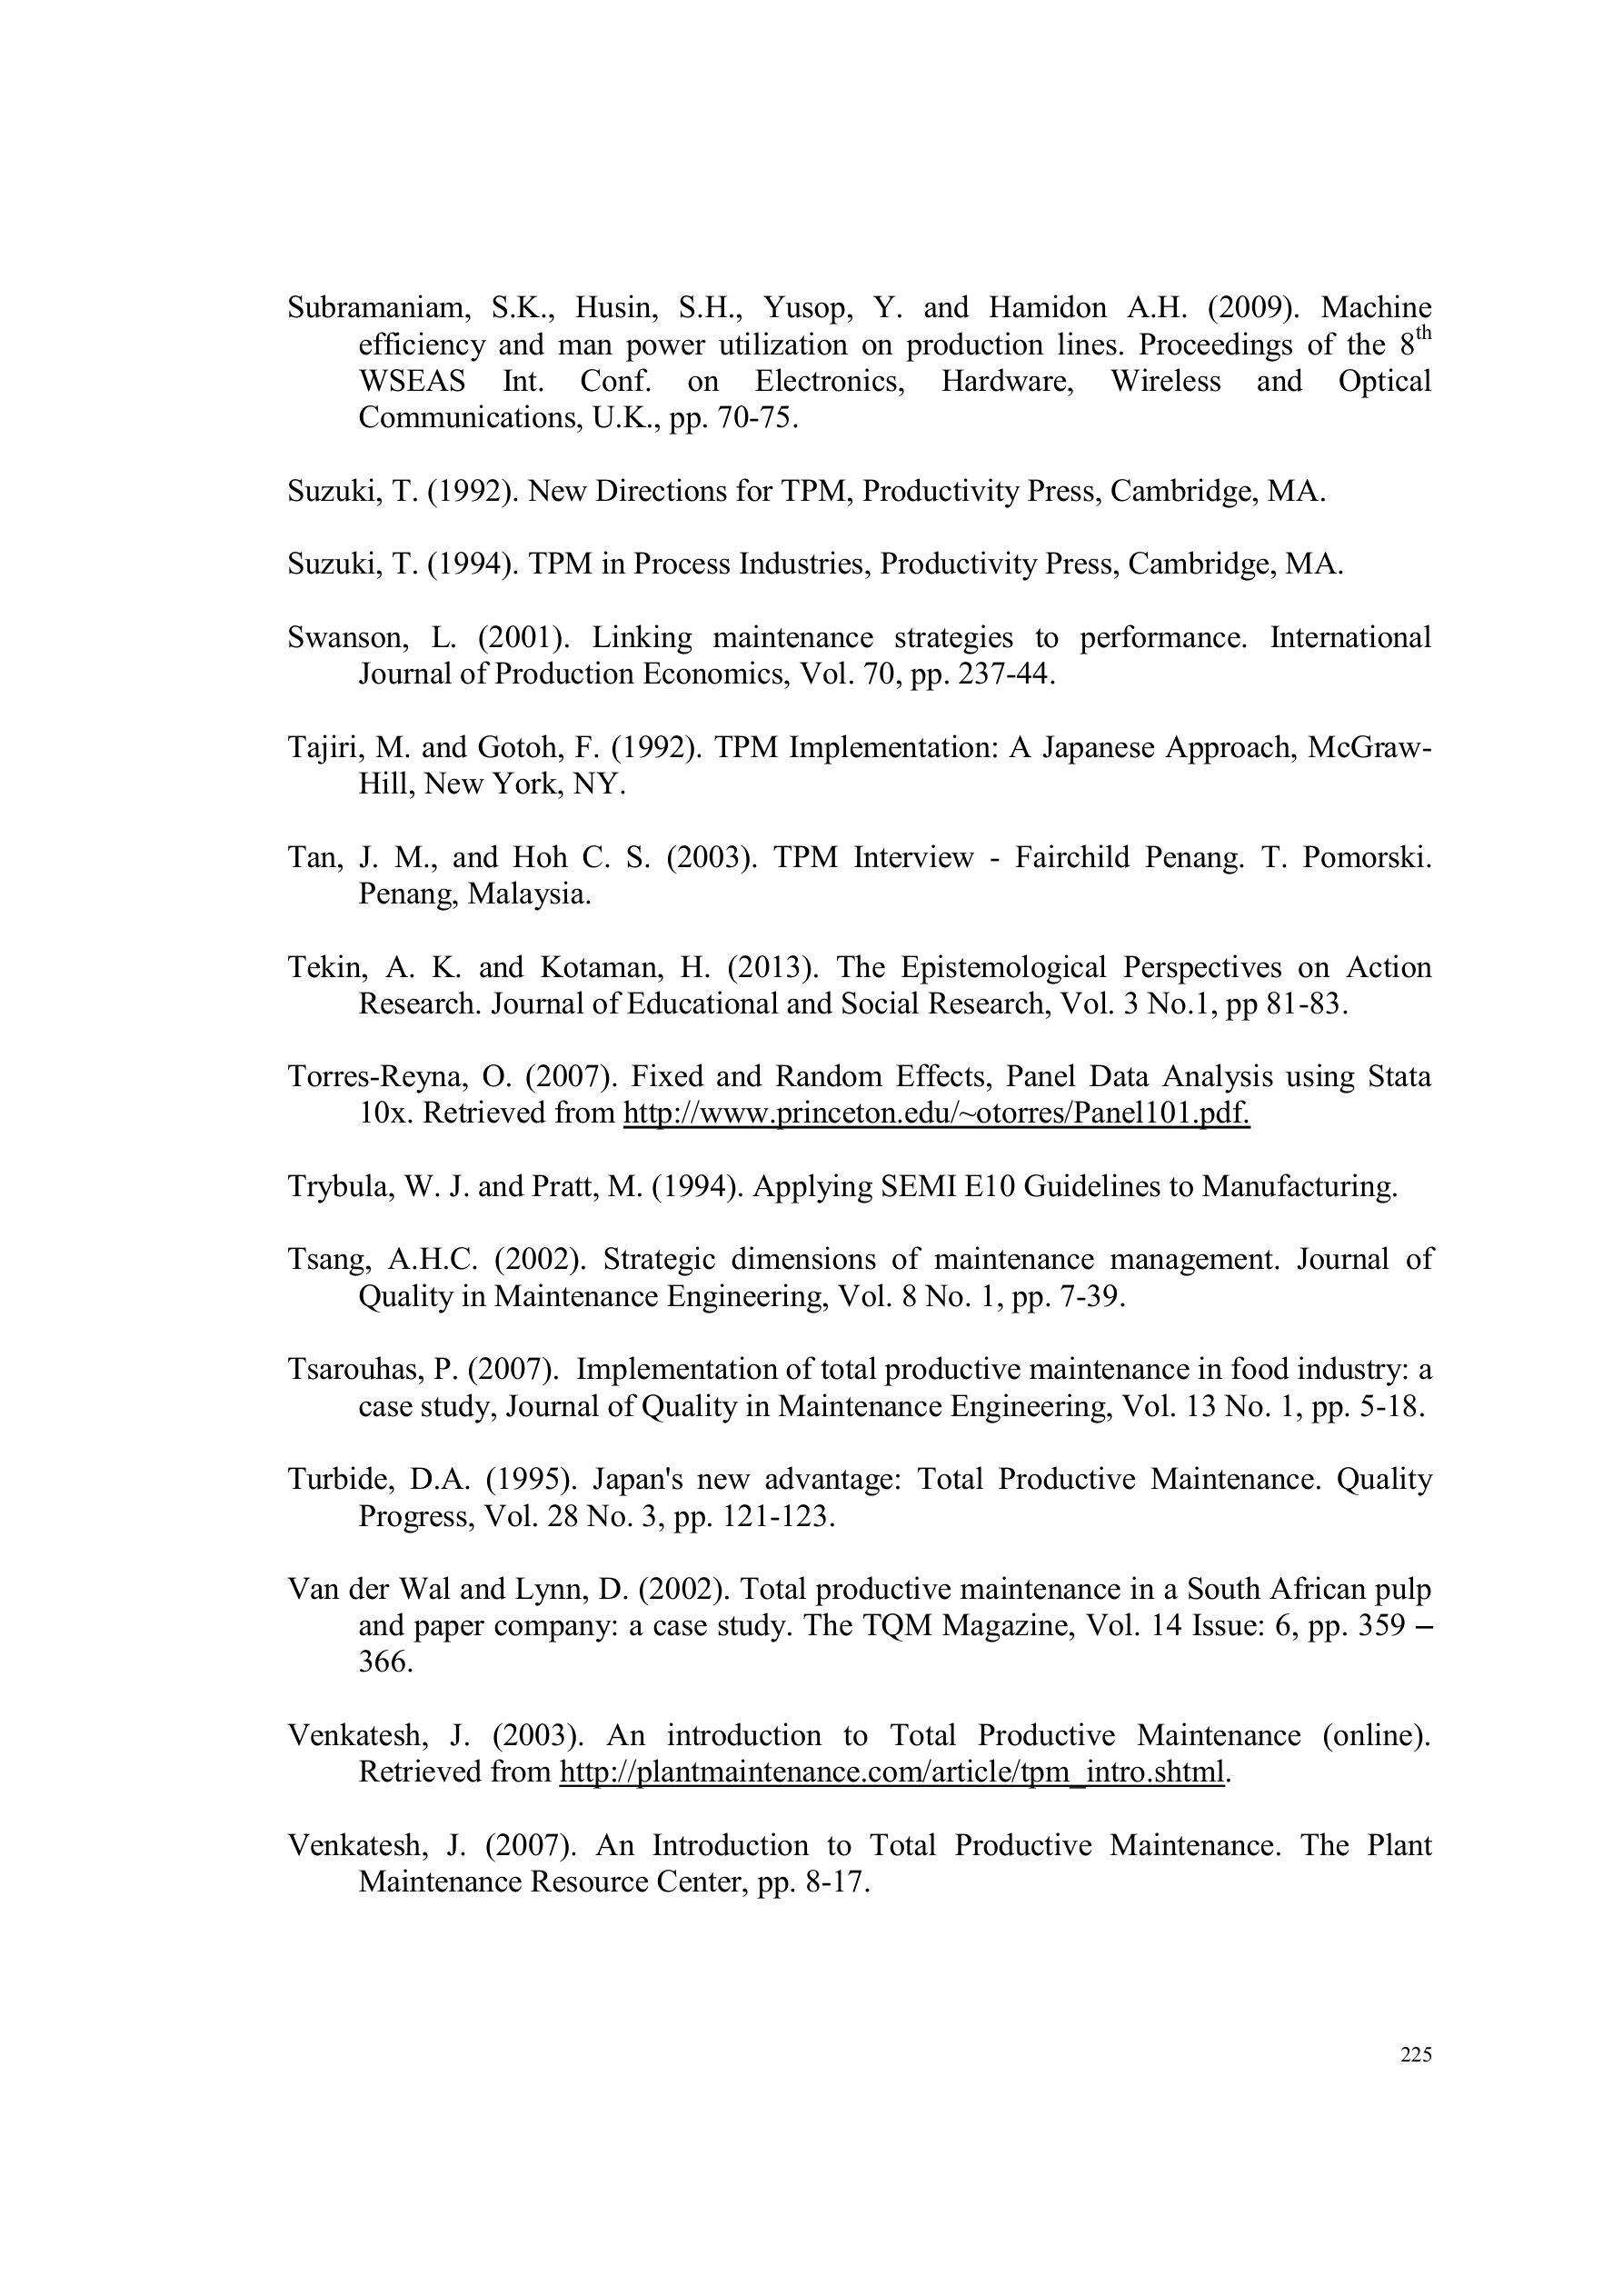 Subramaniam, S.K., Husin, S.H., Yusop, Y. and Hamidon A.H. (2009). Machine
efficiency and man power utilization on production lines. Proceedings of the 8th
WSEAS Int. Conf. on Electronics, Hardware, Wireless and Optical
Communications, U.K., pp. 70-75.
Suzuki, T. (1992). New Directions for TPM, Productivity Press, Cambridge, MA.
Suzuki, T. (1994). TPM in Process Industries, Productivity Press, Cambridge, MA.
Swanson, L. (2001). Linking maintenance strategies to performance. International
Journal of Production Economics, Vol. 70, pp. 237-44.
Tajiri, M. and Gotoh, F. (1992). TPM Implementation: A Japanese Approach, McGraw-
Hill, New York, NY.
Tan, J. M., and Hoh C. S. (2003). TPM Interview - Fairchild Penang. T. Pomorski.
Penang, Malaysia.
Tekin, A. K. and Kotaman, H. (2013). The Epistemological Perspectives on Action
Research. Journal of Educational and Social Research, Vol. 3 No.1, pp 81-83.
Torres-Reyna, O. (2007). Fixed and Random Effects, Panel Data Analysis using Stata
10x. Retrieved from http://www.princeton.edu/~otorres/Panel101.pdf.
Trybula, W. J. and Pratt, M. (1994). Applying SEMI E10 Guidelines to Manufacturing.
Tsang, A.H.C. (2002). Strategic dimensions of maintenance management. Journal of
Quality in Maintenance Engineering, Vol. 8 No. 1, pp. 7-39.
Tsarouhas, P. (2007). Implementation of total productive maintenance in food industry: a
case study, Journal of Quality in Maintenance Engineering, Vol. 13 No. 1, pp. 5-18.
Turbide, D.A. (1995). Japan's new advantage: Total Productive Maintenance. Quality
Progress, Vol. 28 No. 3, pp. 121-123.
Van der Wal and Lynn, D. (2002). Total productive maintenance in a South African pulp
and paper company: a case study. The TQM Magazine, Vol. 14 Issue: 6, pp. 359 –
366.
Venkatesh, J. (2003). An introduction to Total Productive Maintenance (online).
Retrieved from http://plantmaintenance.com/article/tpm_intro.shtml.
Venkatesh, J. (2007). An Introduction to Total Productive Maintenance. The Plant
Maintenance Resource Center, pp. 8-17.
225